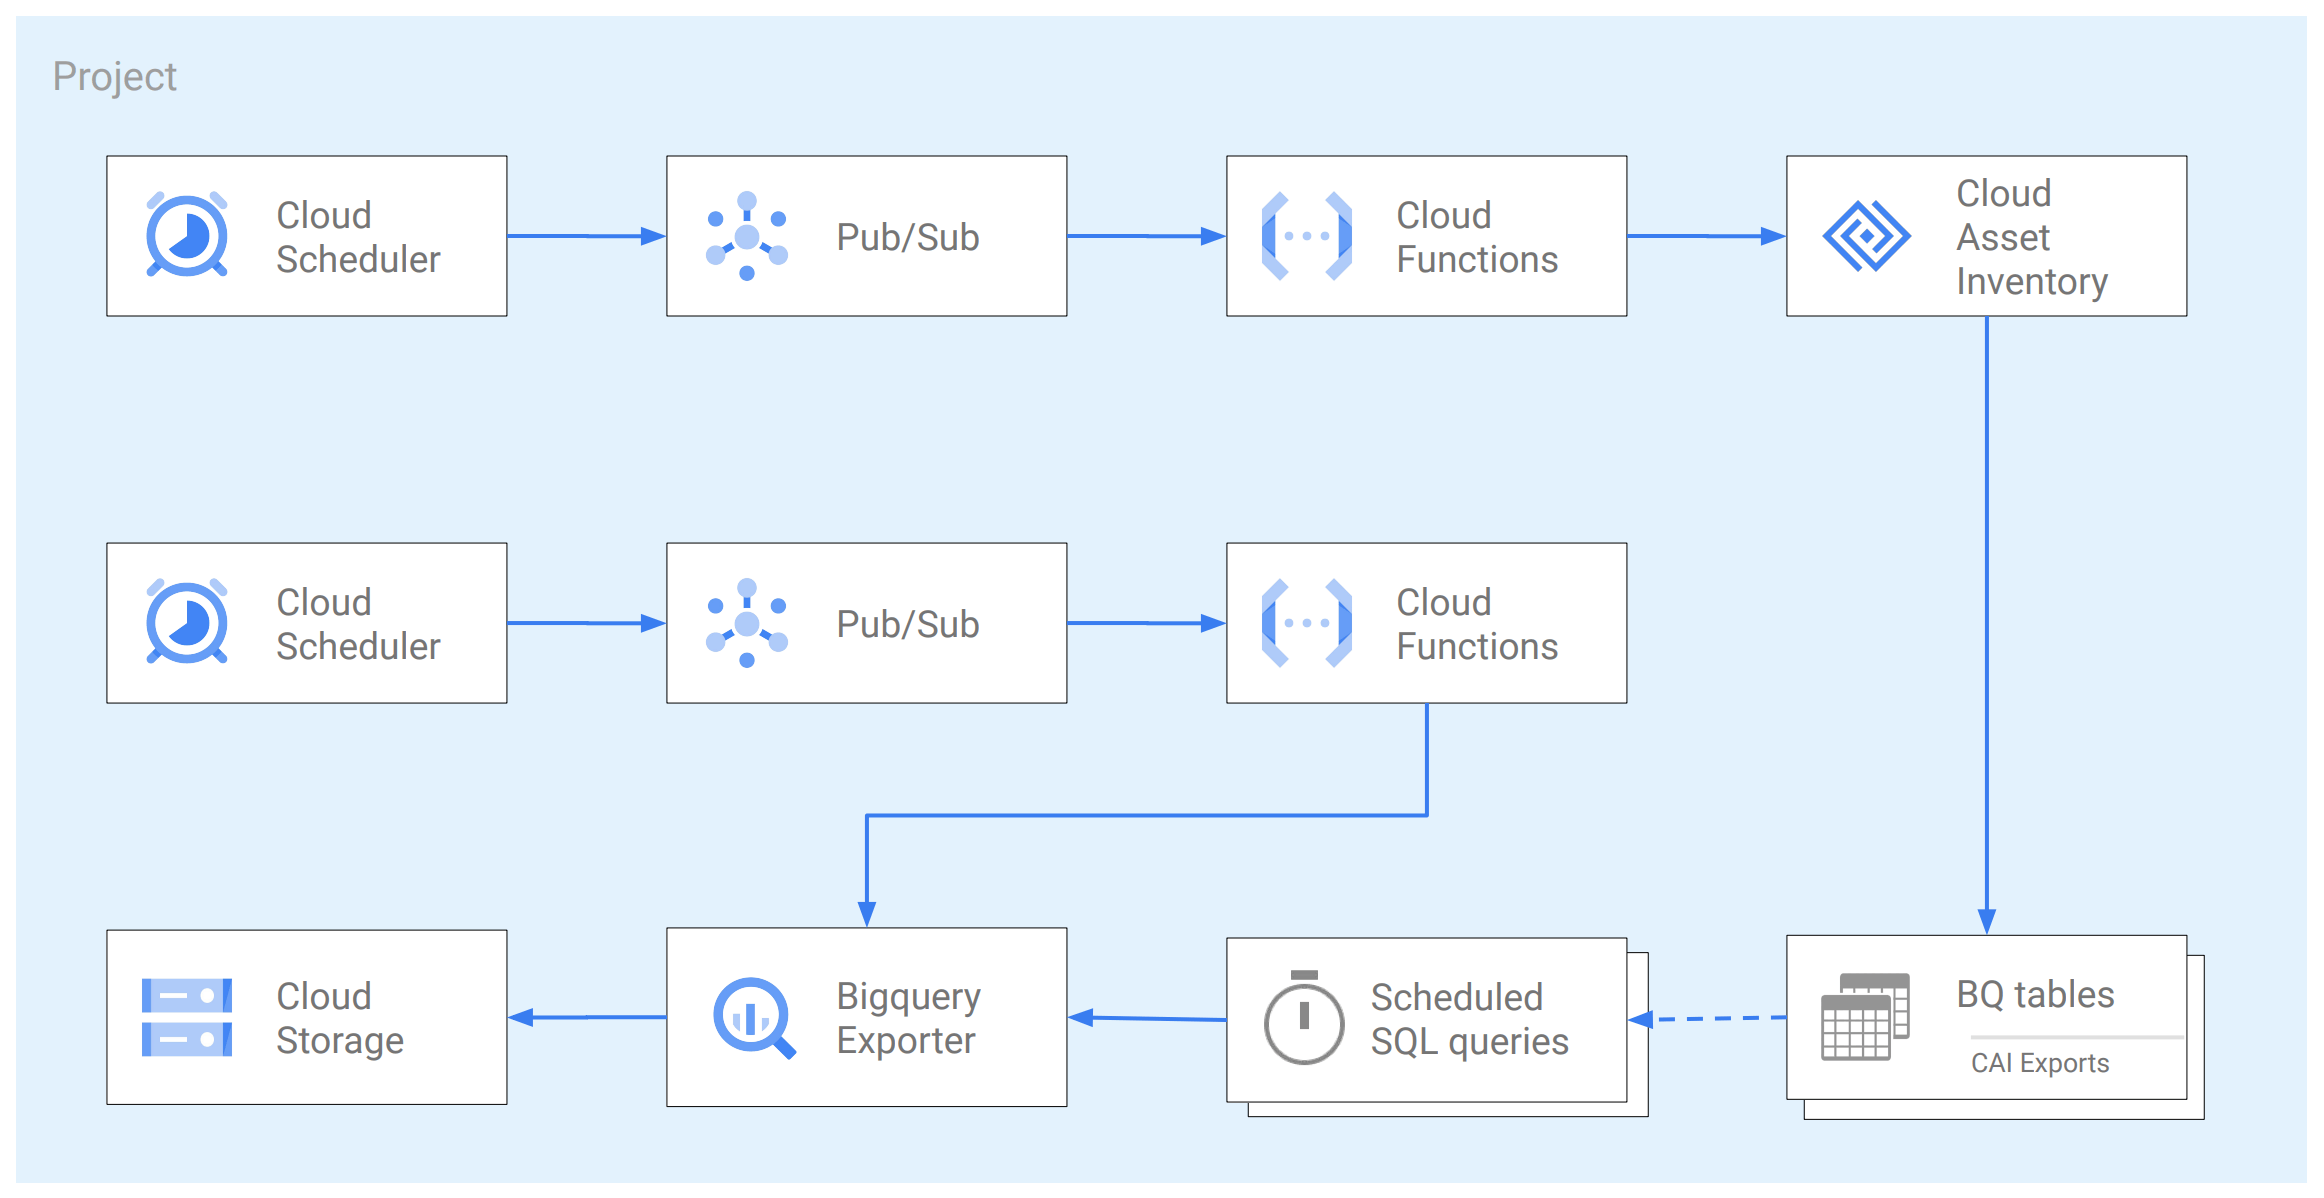 Project
Cloud
Scheduler
Pub/Sub
Cloud
Functions
Cloud
Asset
Inventory
Cloud
Scheduler
Pub/Sub
Cloud
Functions
Cloud
Storage
Bigquery
Exporter
Scheduled
SQL queries
BQ tables
CAI Exports